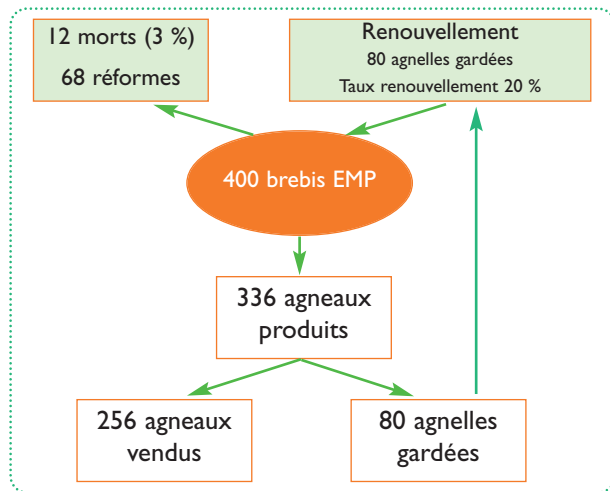 12 morts (3 %)
68 réformes
Renouvellement
80 agnelles gardées
Taux renouvellement 20 %
400 brebis EMP
336 agneaux
produits
256 agneaux
vendus
80 agnelles
gardées